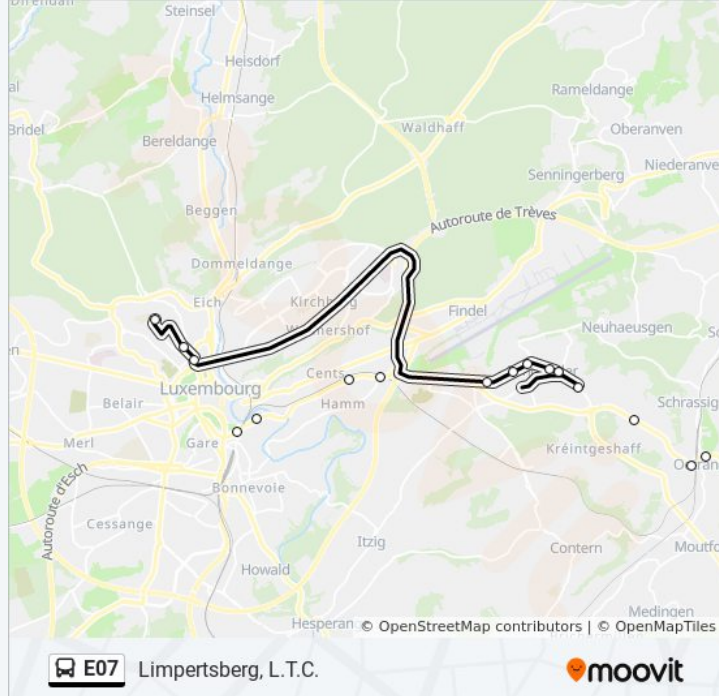 Steinsel
Heisdorf
Helmsange
Rameldange
Bridel
Waldhaff
Oberanven
Bereldange
Niederanve
Senningerberg
Beggen
Autoroute de Trèves
Dommeldange
Eich
Kirchberg
Findel
Neuhaeusgen
Cents
Luxembourg
Schrassig
Belair
Hamm
Merl
Gare
Kréintgeshaff
Autoroute d'Esch
Bonnevoie
Cessange
Itzig
Contern
Moutfo
Howald
Medingen
Hesperan
© OpenStreetMap contributors | © OpenMapTiles
E07 Limpertsberg, L.T.C.
moovit